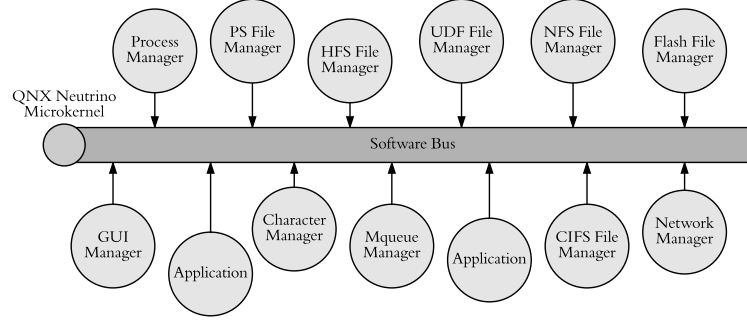 Process
Manager
PS File
Manager
HFS File
Manager
UDF File
Manager
NFS File
Manager
Flash File
Manager
QNX Neutrino
Microkernel
Software Bus
GUI
Manager
Application
Character
Manager
Mqueue
Manager
Application
CIFS File
Manager
Network
Manager